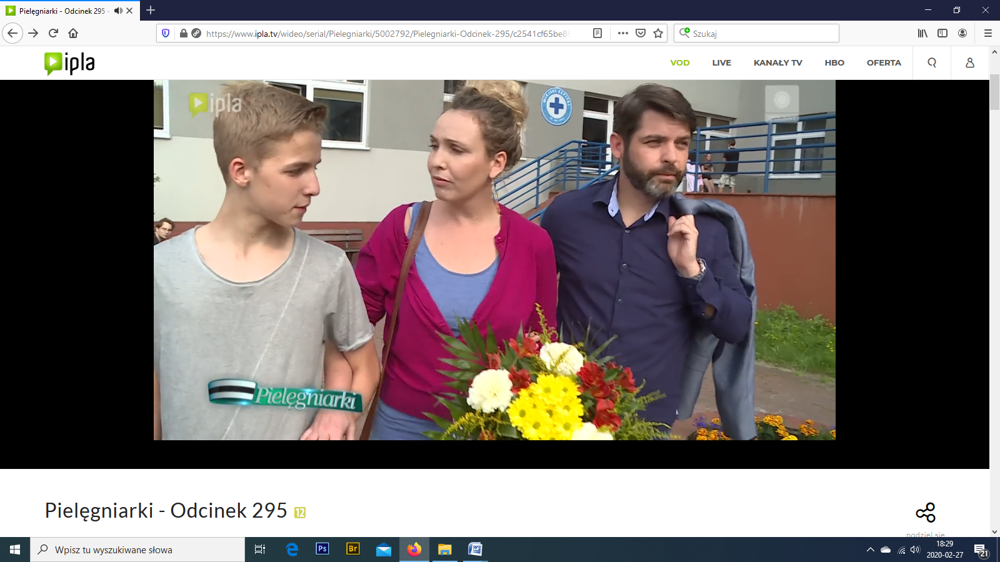 Pielęgniarki - Odcinek 295 -
https://www.ipla.tv/wideo/serial/Pielegniarki/5002792/Pielegniarki-Odcinek-295/c2541cf65be8
Szukaj
ipla
VOD LIVE KANAŁY TV HBO OFERTA
ipla
MIEJSKI SZPITAL
Pielęgniarki
Pielęgniarki - Odcinek 295 12
podziel się
Wpisz tu wyszukiwane słowa
Ps
Br
18:29
2020-02-27
21